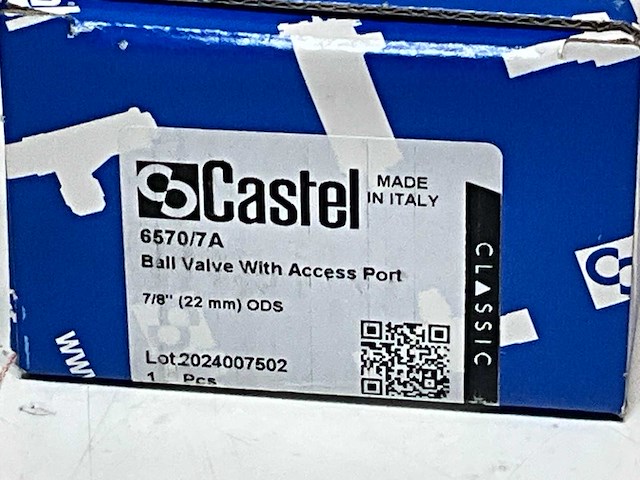 Castel
MADE
IN ITALY
6570/7A
Ball Valve With Access Port
7/8" (22 mm) ODS
CLASSIC
Lot.2024007502
1 Pcs
www